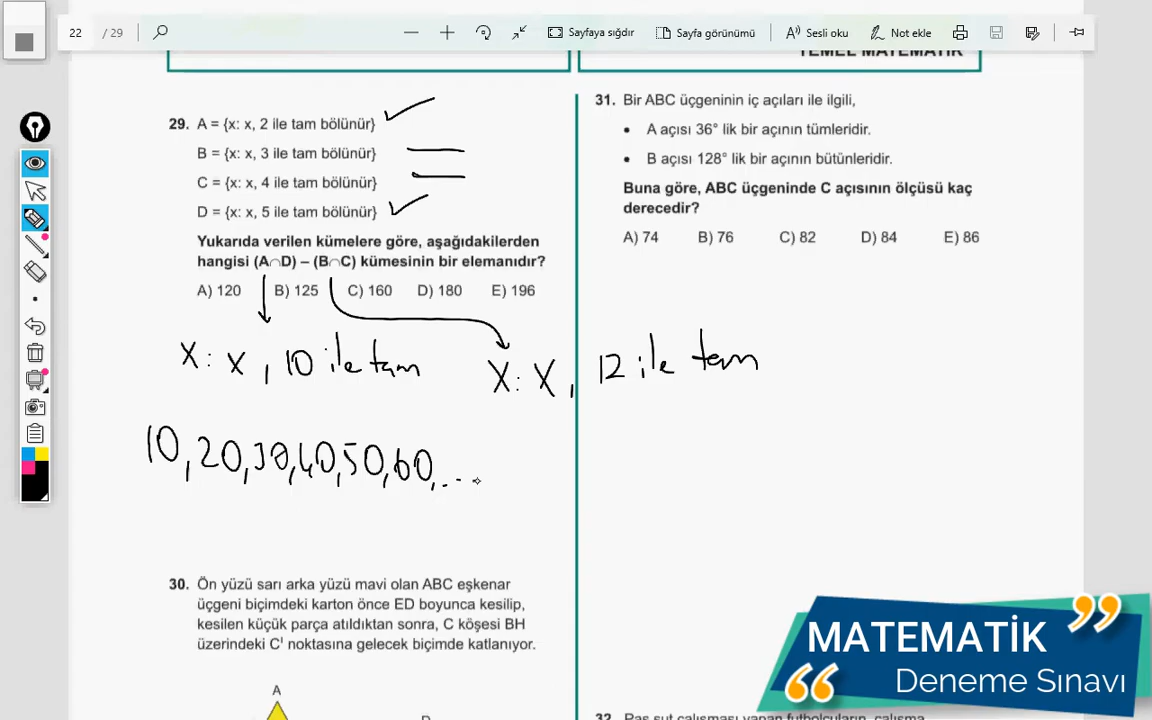 22 / 29
Sayfaya sığdır
Sayfa görünümü
Sesli oku
Not ekle
TEMEL MATEMATİK
29. A = {x: x, 2 ile tam bölünür}
B = {x: x, 3 ile tam bölünür}
C = {x: x, 4 ile tam bölünür}
D = {x: x, 5 ile tam bölünür}
Yukarıda verilen kümelere göre, aşağıdakilerden
hangisi (A∩D) – (B∩C) kümesinin bir elemanıdır?
A) 120 B) 125 C) 160 D) 180 E) 196
x: x, 10 ile tam
x: x, 12 ile tam
10, 20, 30, 40, 50, 60, ...
30. Ön yüzü sarı arka yüzü mavi olan ABC eşkenar
üçgeni biçimdeki karton önce ED boyunca kesilip,
kesilen küçük parça atıldıktan sonra, C köşesi BH
üzerindeki C' noktasına gelecek biçimde katlanıyor.
A
31. Bir ABC üçgeninin iç açıları ile ilgili,
• A açısı 36° lik bir açının tümleridir.
• B açısı 128° lik bir açının bütünleridir.
Buna göre, ABC üçgeninde C açısının ölçüsü kaç
derecedir?
A) 74 B) 76 C) 82 D) 84 E) 86
MATEMATİK
Deneme Sınavı